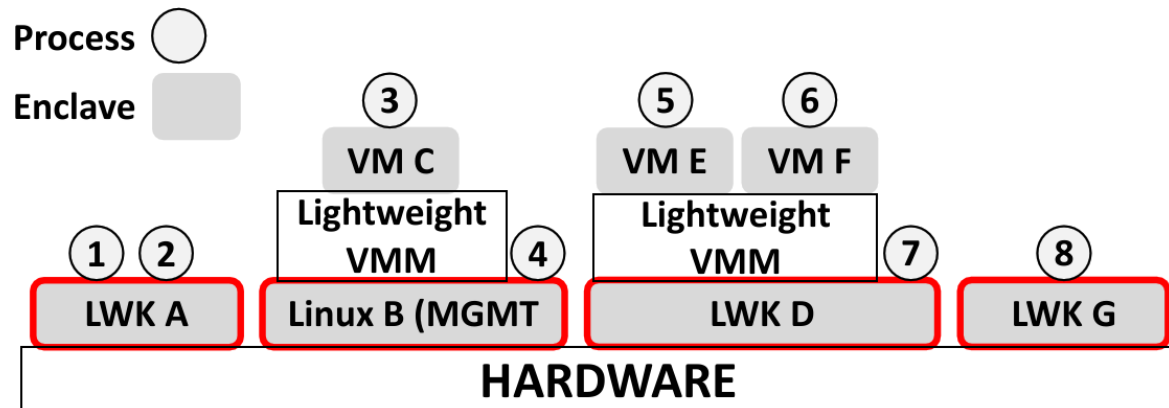 Process
Enclave
3
5
6
VM C
VM E
VM F
Lightweight
VMM
Lightweight
VMM
1
2
4
7
8
LWK A
Linux B (MGMT
LWK D
LWK G
HARDWARE